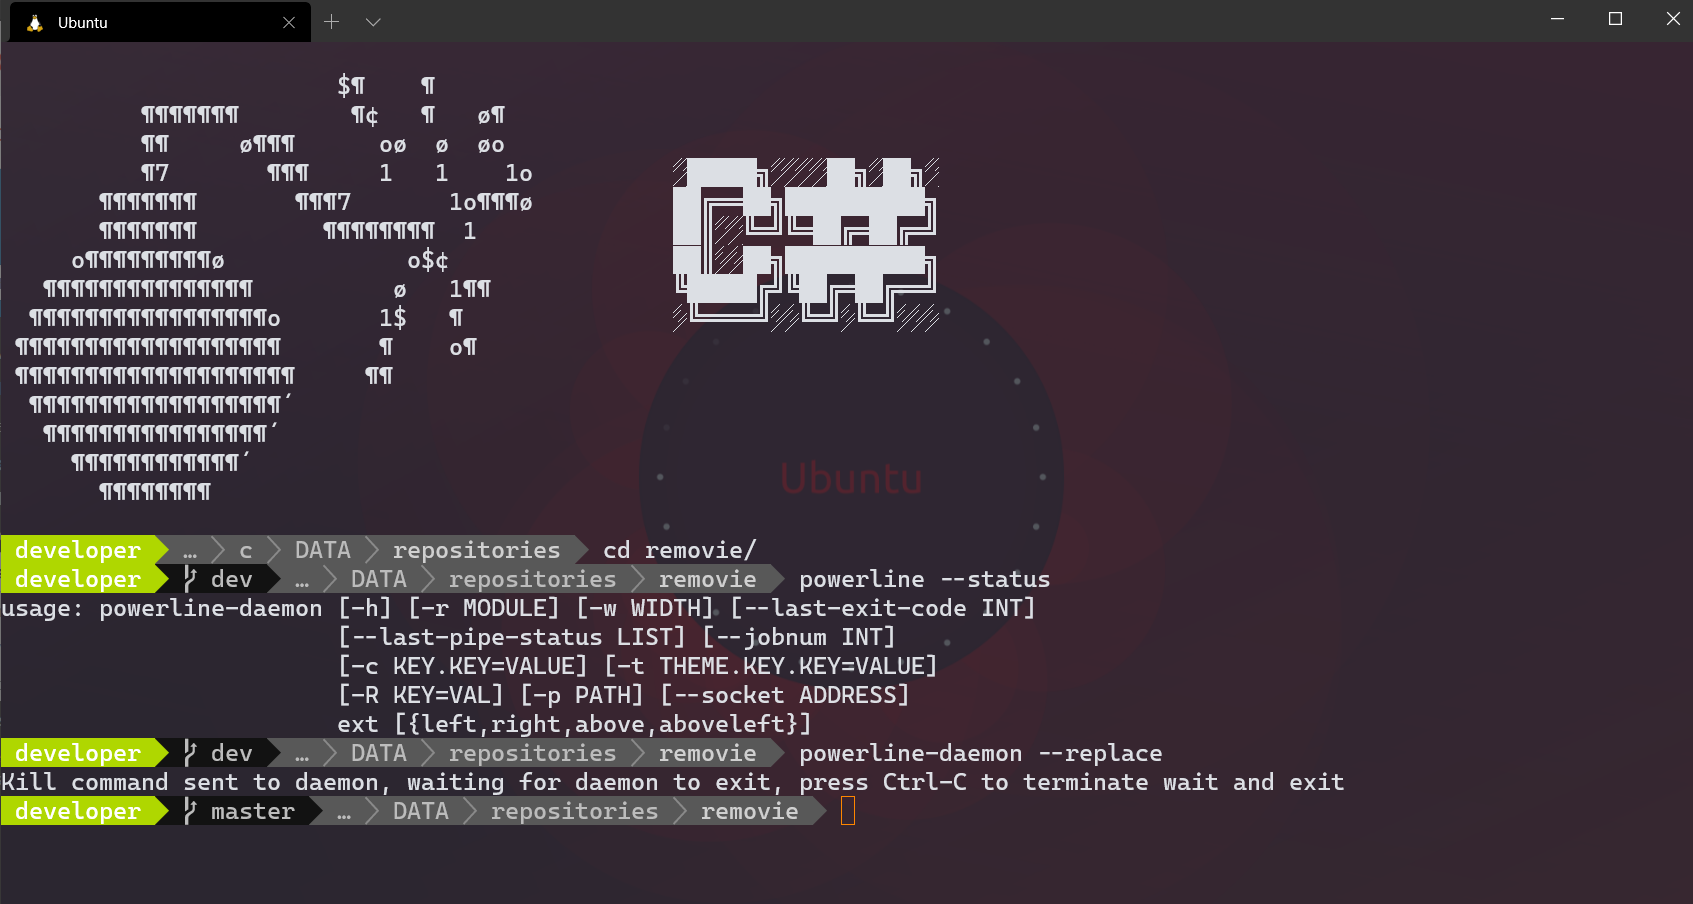 Ubuntu
$¶    ¶
¶¶¶¶¶¶¶        ¶¢   ¶   ø¶
¶¶     ø¶¶¶      oø  ø  øo
¶7       ¶¶¶     1   1    1o
¶¶¶¶¶¶¶       ¶¶¶7       1o¶¶¶ø
¶¶¶¶¶¶¶         ¶¶¶¶¶¶¶¶  1
o¶¶¶¶¶¶¶¶¶ø             o$¢
¶¶¶¶¶¶¶¶¶¶¶¶¶¶¶          ø   1¶¶
¶¶¶¶¶¶¶¶¶¶¶¶¶¶¶¶¶o       1$   ¶
¶¶¶¶¶¶¶¶¶¶¶¶¶¶¶¶¶¶¶       ¶    o¶
¶¶¶¶¶¶¶¶¶¶¶¶¶¶¶¶¶¶¶¶     ¶¶
¶¶¶¶¶¶¶¶¶¶¶¶¶¶¶¶¶¶´
¶¶¶¶¶¶¶¶¶¶¶¶¶¶¶¶´
¶¶¶¶¶¶¶¶¶¶¶¶´
¶¶¶¶¶¶¶¶
C#
Ubuntu
developer … c DATA repositories cd removie/
developer dev … DATA repositories removie powerline --status
usage: powerline-daemon [-h] [-r MODULE] [-w WIDTH] [--last-exit-code INT]
[--last-pipe-status LIST] [--jobnum INT]
[-c KEY.KEY=VALUE] [-t THEME.KEY.KEY=VALUE]
[-R KEY=VAL] [-p PATH] [--socket ADDRESS]
ext [{left,right,above,aboveleft}]
developer dev … DATA repositories removie powerline-daemon --replace
Kill command sent to daemon, waiting for daemon to exit, press Ctrl-C to terminate wait and exit
developer master … DATA repositories removie